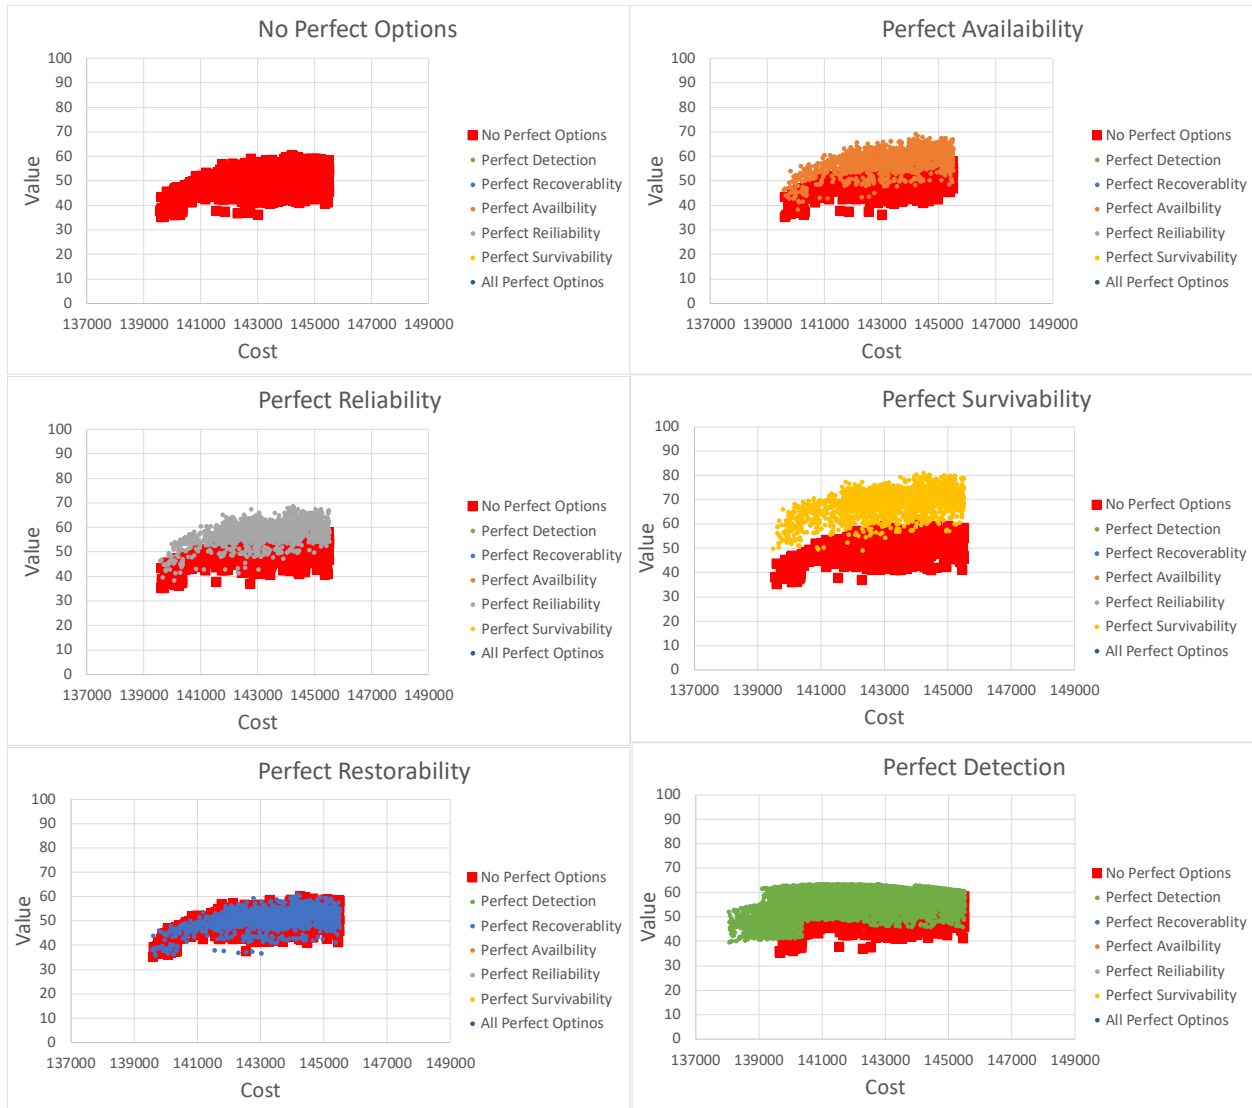 No Perfect Options
100
90
80
70
60
50
40
30
20
10
0
Value
137000 139000 141000 143000 145000 147000 149000
Cost
No Perfect Options
Perfect Detection
Perfect Recoverablity
Perfect Availbility
Perfect Reiliability
Perfect Survivability
All Perfect Optinos
Perfect Availaibility
100
90
80
70
60
50
40
30
20
10
0
Value
137000 139000 141000 143000 145000 147000 149000
Cost
No Perfect Options
Perfect Detection
Perfect Recoverablity
Perfect Availbility
Perfect Reiliability
Perfect Survivability
All Perfect Optinos
Perfect Reliability
100
90
80
70
60
50
40
30
20
10
0
Value
137000 139000 141000 143000 145000 147000 149000
Cost
No Perfect Options
Perfect Detection
Perfect Recoverablity
Perfect Availbility
Perfect Reiliability
Perfect Survivability
All Perfect Optinos
Perfect Survivability
100
90
80
70
60
50
40
30
20
10
0
Value
137000 139000 141000 143000 145000 147000 149000
Cost
No Perfect Options
Perfect Detection
Perfect Recoverablity
Perfect Availbility
Perfect Reiliability
Perfect Survivability
All Perfect Optinos
Perfect Restorability
100
90
80
70
60
50
40
30
20
10
0
Value
137000 139000 141000 143000 145000 147000 149000
Cost
No Perfect Options
Perfect Detection
Perfect Recoverablity
Perfect Availbility
Perfect Reiliability
Perfect Survivability
All Perfect Optinos
Perfect Detection
100
90
80
70
60
50
40
30
20
10
0
Value
137000 139000 141000 143000 145000 147000 149000
Cost
No Perfect Options
Perfect Detection
Perfect Recoverablity
Perfect Availbility
Perfect Reiliability
Perfect Survivability
All Perfect Optinos